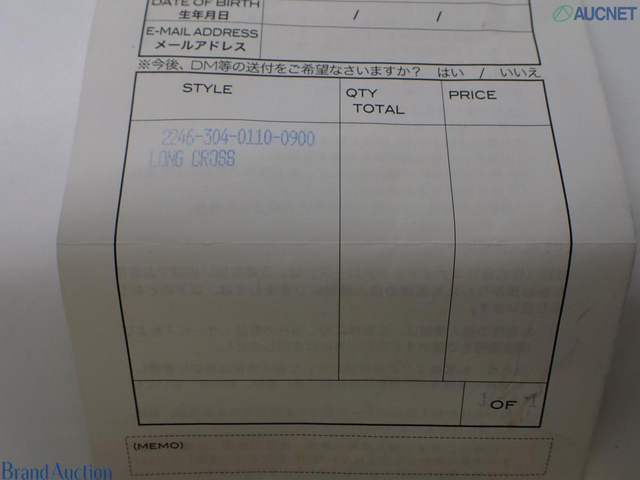 DATE OF BIRTH
生年月日
/ /
AUCNET
E-MAIL ADDRESS
メールアドレス
※今後、DM等の送付をご希望なさいますか? はい / いいえ
STYLE
QTY
TOTAL
PRICE
2246-304-0110-0900
LONG CROSS
1 OF 1
(MEMO)
Brand Auction